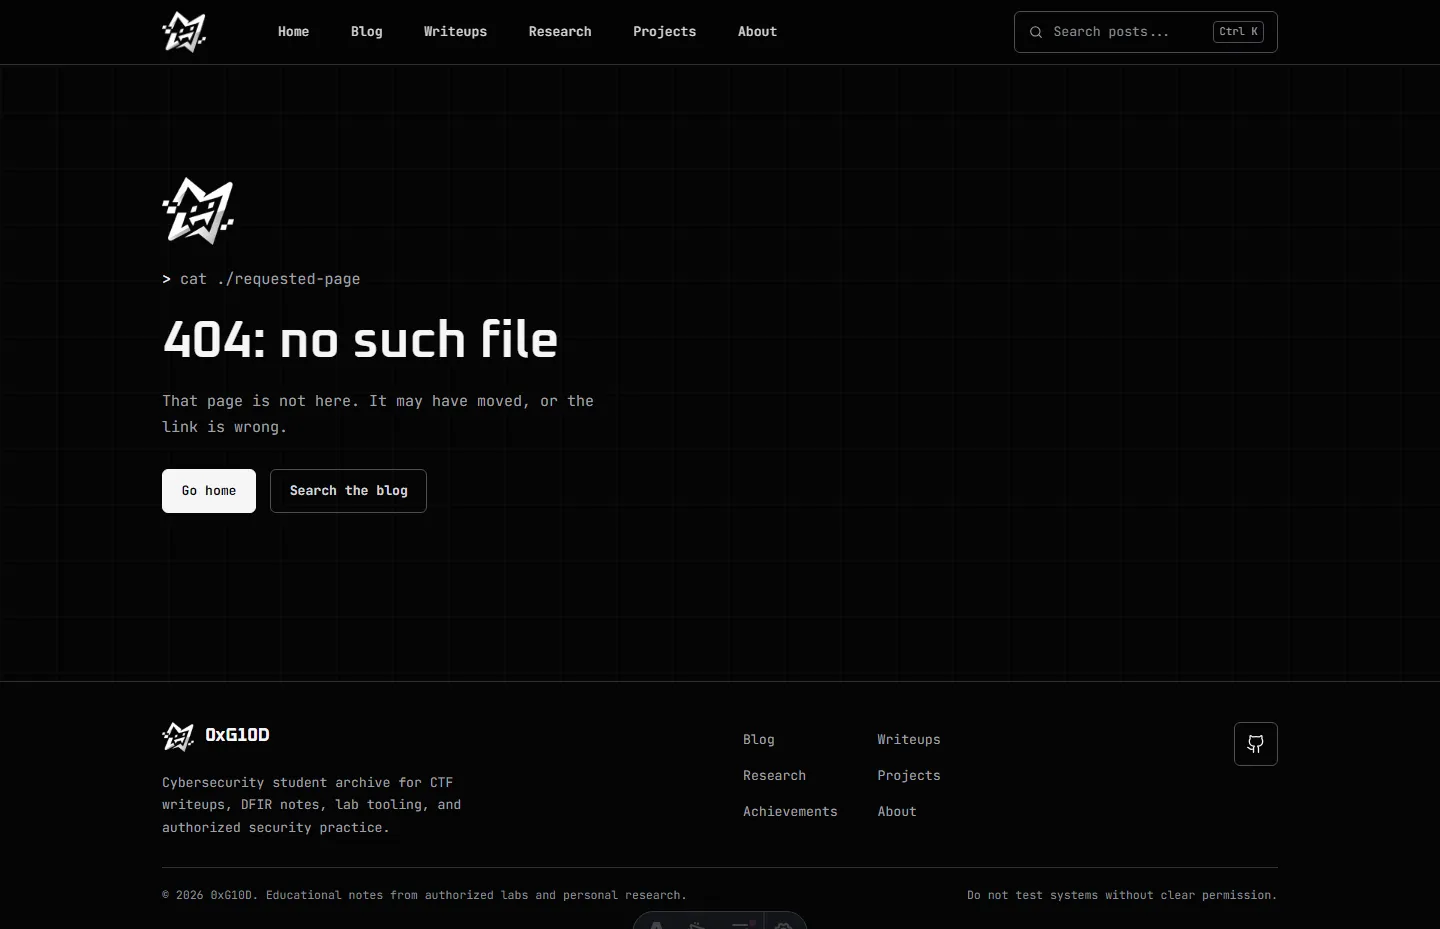 Home
Blog
Writeups
Research
Projects
About
Search posts...
Ctrl K
> cat ./requested-page
404: no such file
That page is not here. It may have moved, or the
link is wrong.
Go home
Search the blog
0xG10D
Cybersecurity student archive for CTF
writeups, DFIR notes, lab tooling, and
authorized security practice.
Blog
Writeups
Research
Projects
Achievements
About
© 2026 0xG10D. Educational notes from authorized labs and personal research.
Do not test systems without clear permission.